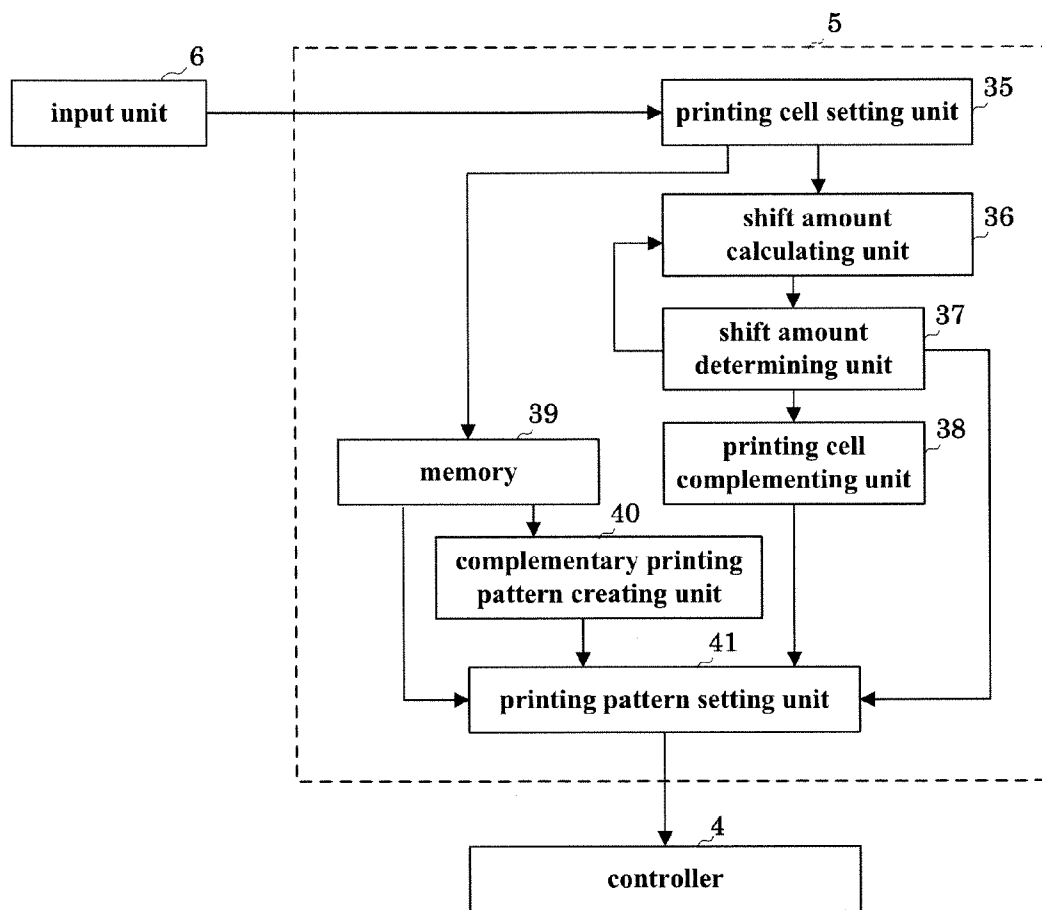 5
6
input unit
35
printing cell setting unit
36
shift amount
calculating unit
37
shift amount
determining unit
38
printing cell
complementing unit
39
memory
40
complementary printing
pattern creating unit
41
printing pattern setting unit
4
controller